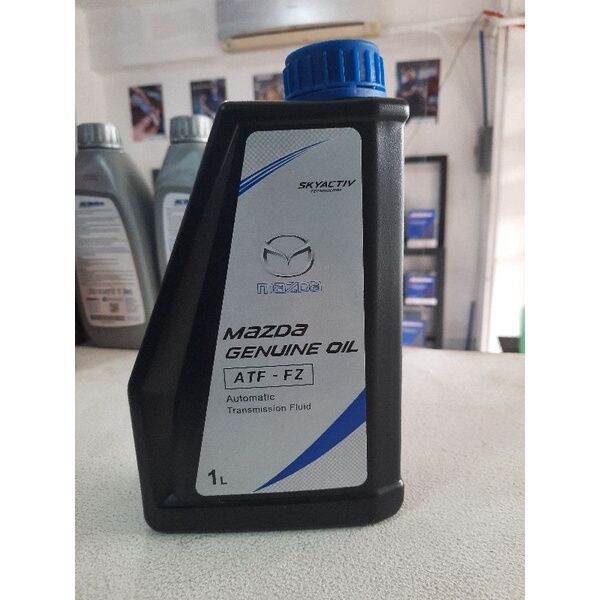 SKYACTIV
TECHNOLOGY
mazda
mazda
GENUINE OIL
ATF - FZ
Automatic
Transmission Fluid
1L